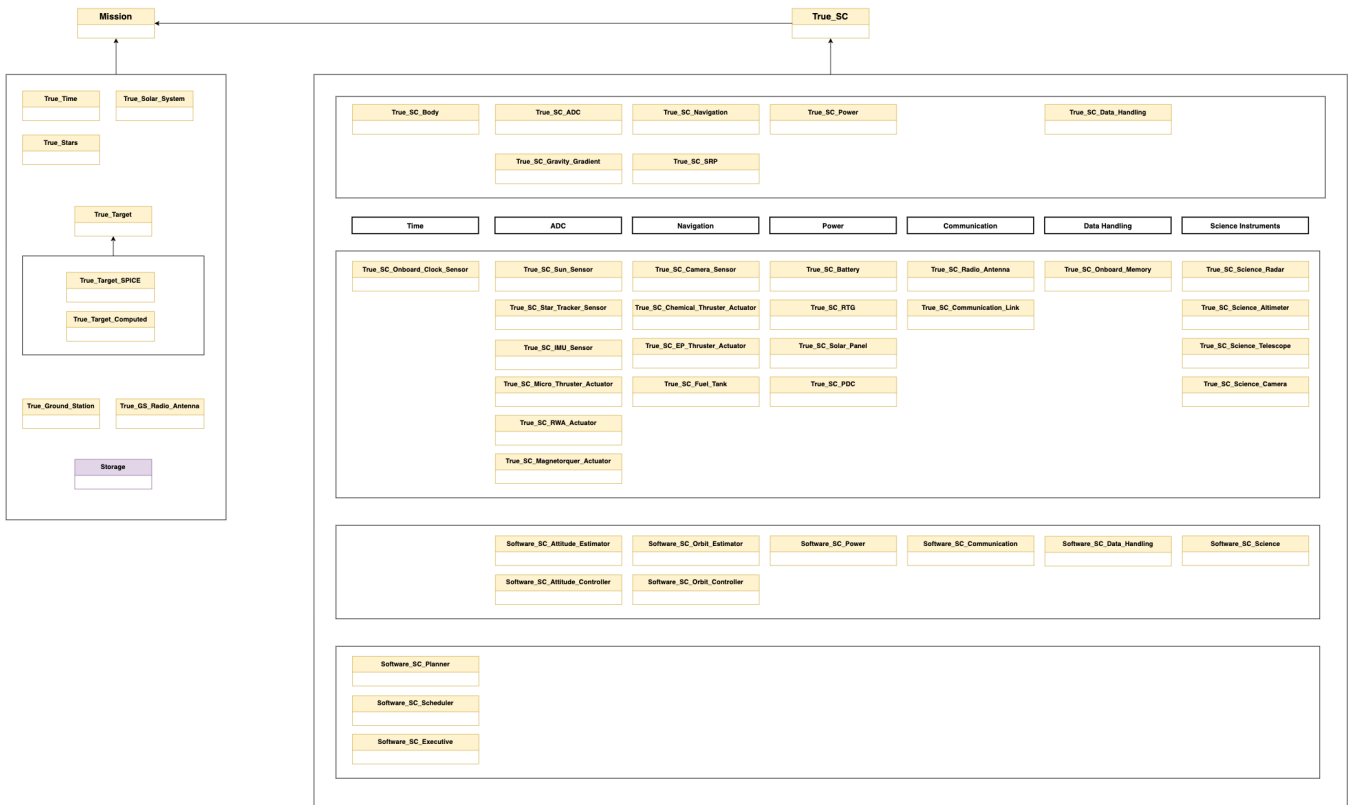 Mission
True_SC
True_Time
True_Solar_System
True_Stars
True_Target
True_Target_SPICE
True_Target_Computed
True_Ground_Station
True_GS_Radio_Antenna
Storage
True_SC_Body
True_SC_ADC
True_SC_Navigation
True_SC_Power
True_SC_Data_Handling
True_SC_Gravity_Gradient
True_SC_SRP
Time
ADC
Navigation
Power
Communication
Data Handling
Science Instruments
True_SC_Onboard_Clock_Sensor
True_SC_Sun_Sensor
True_SC_Camera_Sensor
True_SC_Battery
True_SC_Radio_Antenna
True_SC_Onboard_Memory
True_SC_Science_Radar
True_SC_Star_Tracker_Sensor
True_SC_Chemical_Thruster_Actuator
True_SC_RTG
True_SC_Communication_Link
True_SC_Science_Altimeter
True_SC_IMU_Sensor
True_SC_EP_Thruster_Actuator
True_SC_Solar_Panel
True_SC_Science_Telescope
True_SC_Micro_Thruster_Actuator
True_SC_Fuel_Tank
True_SC_PDC
True_SC_Science_Camera
True_SC_RWA_Actuator
True_SC_Magnetorquer_Actuator
Software_SC_Attitude_Estimator
Software_SC_Orbit_Estimator
Software_SC_Power
Software_SC_Communication
Software_SC_Data_Handling
Software_SC_Science
Software_SC_Attitude_Controller
Software_SC_Orbit_Controller
Software_SC_Planner
Software_SC_Scheduler
Software_SC_Executive